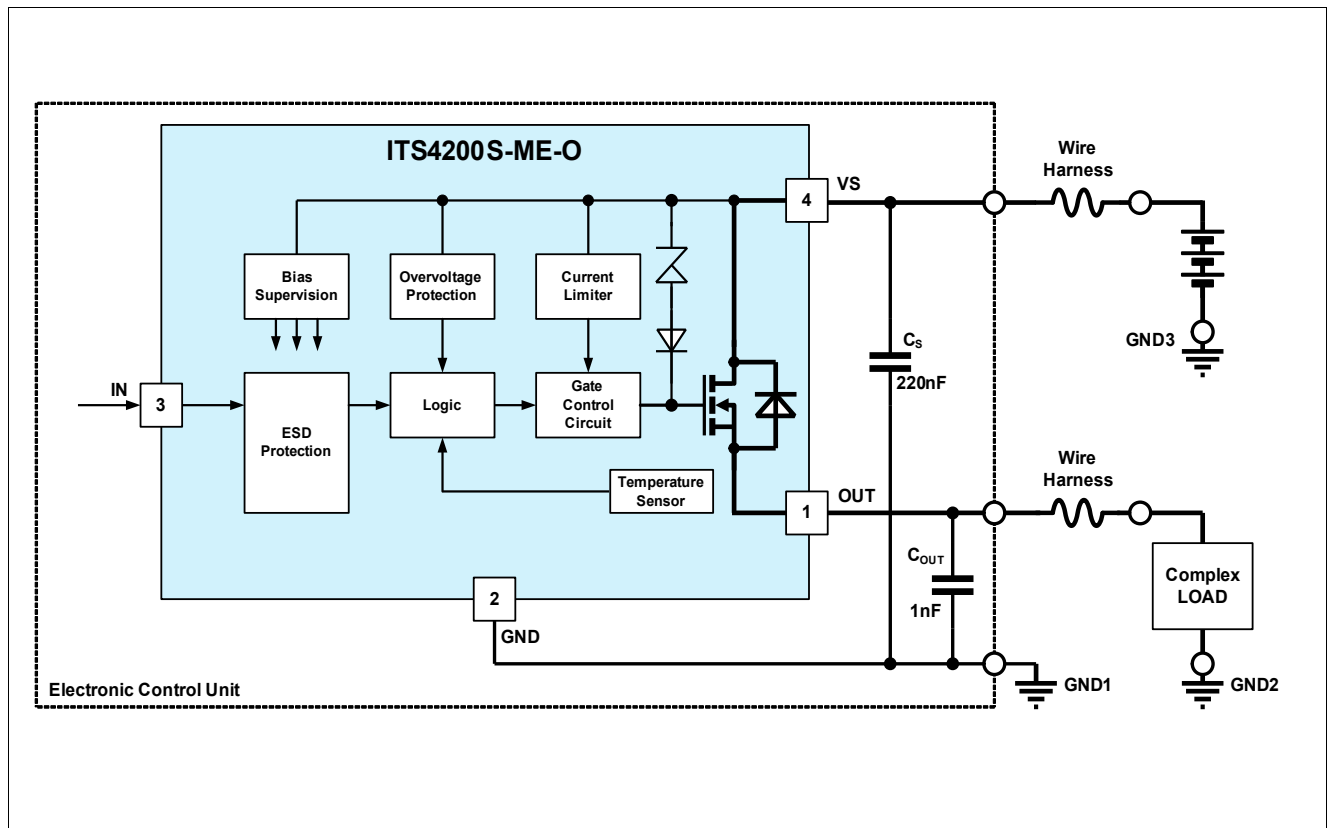 ITS4200S-ME-O
VS
4
Wire
Harness
Bias
Supervision
Overvoltage
Protection
Current
Limiter
GND3
CS
220nF
IN
3
ESD
Protection
Logic
Gate
Control
Circuit
Temperature
Sensor
OUT
1
Wire
Harness
COUT
1nF
Complex
LOAD
2
GND
GND1
GND2
Electronic Control Unit